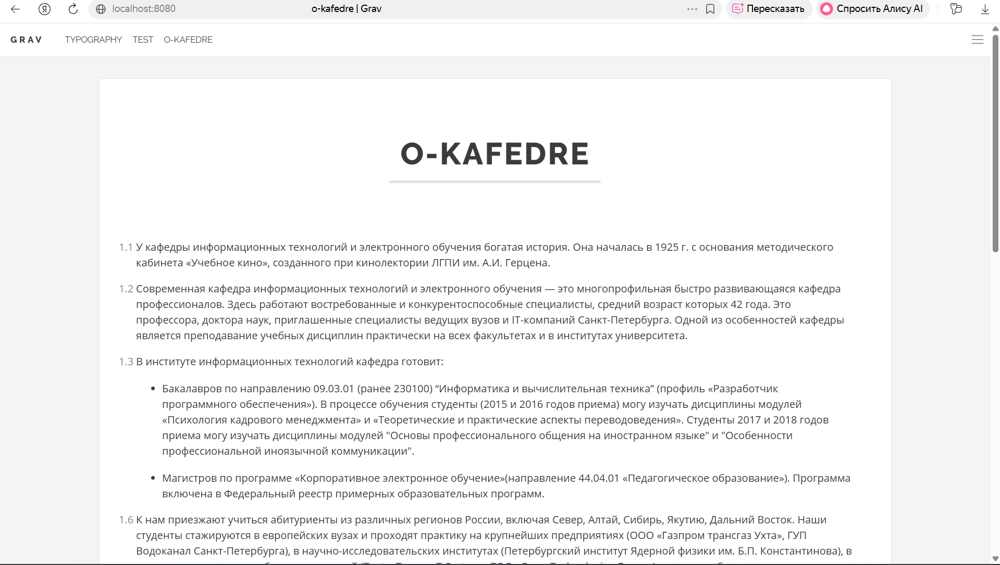 localhost:8080
o-kafedre | Grav
Пересказать
Спросить Алису AI
GRAV
TYPOGRAPHY
TEST
O-KAFEDRE
O-KAFEDRE
1.1 У кафедры информационных технологий и электронного обучения богатая история. Она началась в 1925 г. с основания методического
кабинета «Учебное кино», созданного при кинолектории ЛГПИ им. А.И. Герцена.
1.2 Современная кафедра информационных технологий и электронного обучения — это многопрофильная быстро развивающаяся кафедра
профессионалов. Здесь работают востребованные и конкурентоспособные специалисты, средний возраст которых 42 года. Это
профессора, доктора наук, приглашенные специалисты ведущих вузов и IT-компаний Санкт-Петербурга. Одной из особенностей кафедры
является преподавание учебных дисциплин практически на всех факультетах и в институтах университета.
1.3 В институте информационных технологий кафедра готовит:
• Бакалавров по направлению 09.03.01 (ранее 230100) “Информатика и вычислительная техника” (профиль «Разработчик
программного обеспечения»). В процессе обучения студенты (2015 и 2016 годов приема) могу изучать дисциплины модулей
«Психология кадрового менеджмента» и «Теоретические и практические аспекты переводоведения». Студенты 2017 и 2018 годов
приема могу изучать дисциплины модулей "Основы профессионального общения на иностранном языке" и "Особенности
профессиональной иноязычной коммуникации".
• Магистров по программе «Корпоративное электронное обучение»(направление 44.04.01 «Педагогическое образование»). Программа
включена в Федеральный реестр примерных образовательных программ.
1.6 К нам приезжают учиться абитуриенты из различных регионов России, включая Север, Алтай, Сибирь, Якутию, Дальний Восток. Наши
студенты стажируются в европейских вузах и проходят практику на крупнейших предприятиях (ООО «Газпром трансгаз Ухта», ГУП
Водоканал Санкт-Петербурга), в научно-исследовательских институтах (Петербургский институт Ядерной физики им. Б.П. Константинова), в